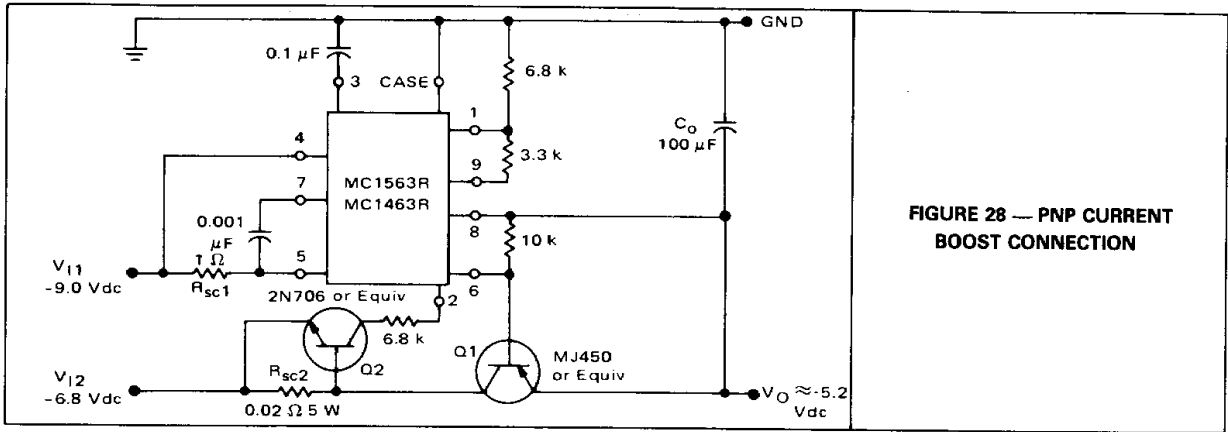 GND
0.1 µF
3
CASE
6.8 k
1
4
C₀
100 µF
9
3.3 k
MC1563R
MC1463R
7
0.001
µF
8
10 k
FIGURE 28 — PNP CURRENT
BOOST CONNECTION
V_I1
-9.0 Vdc
1 Ω
R_sc1
5
6
2N706 or Equiv
2
6.8 k
Q2
Q1
MJ450
or Equiv
V_I2
-6.8 Vdc
R_sc2
0.02 Ω 5 W
V_O ≈-5.2
Vdc